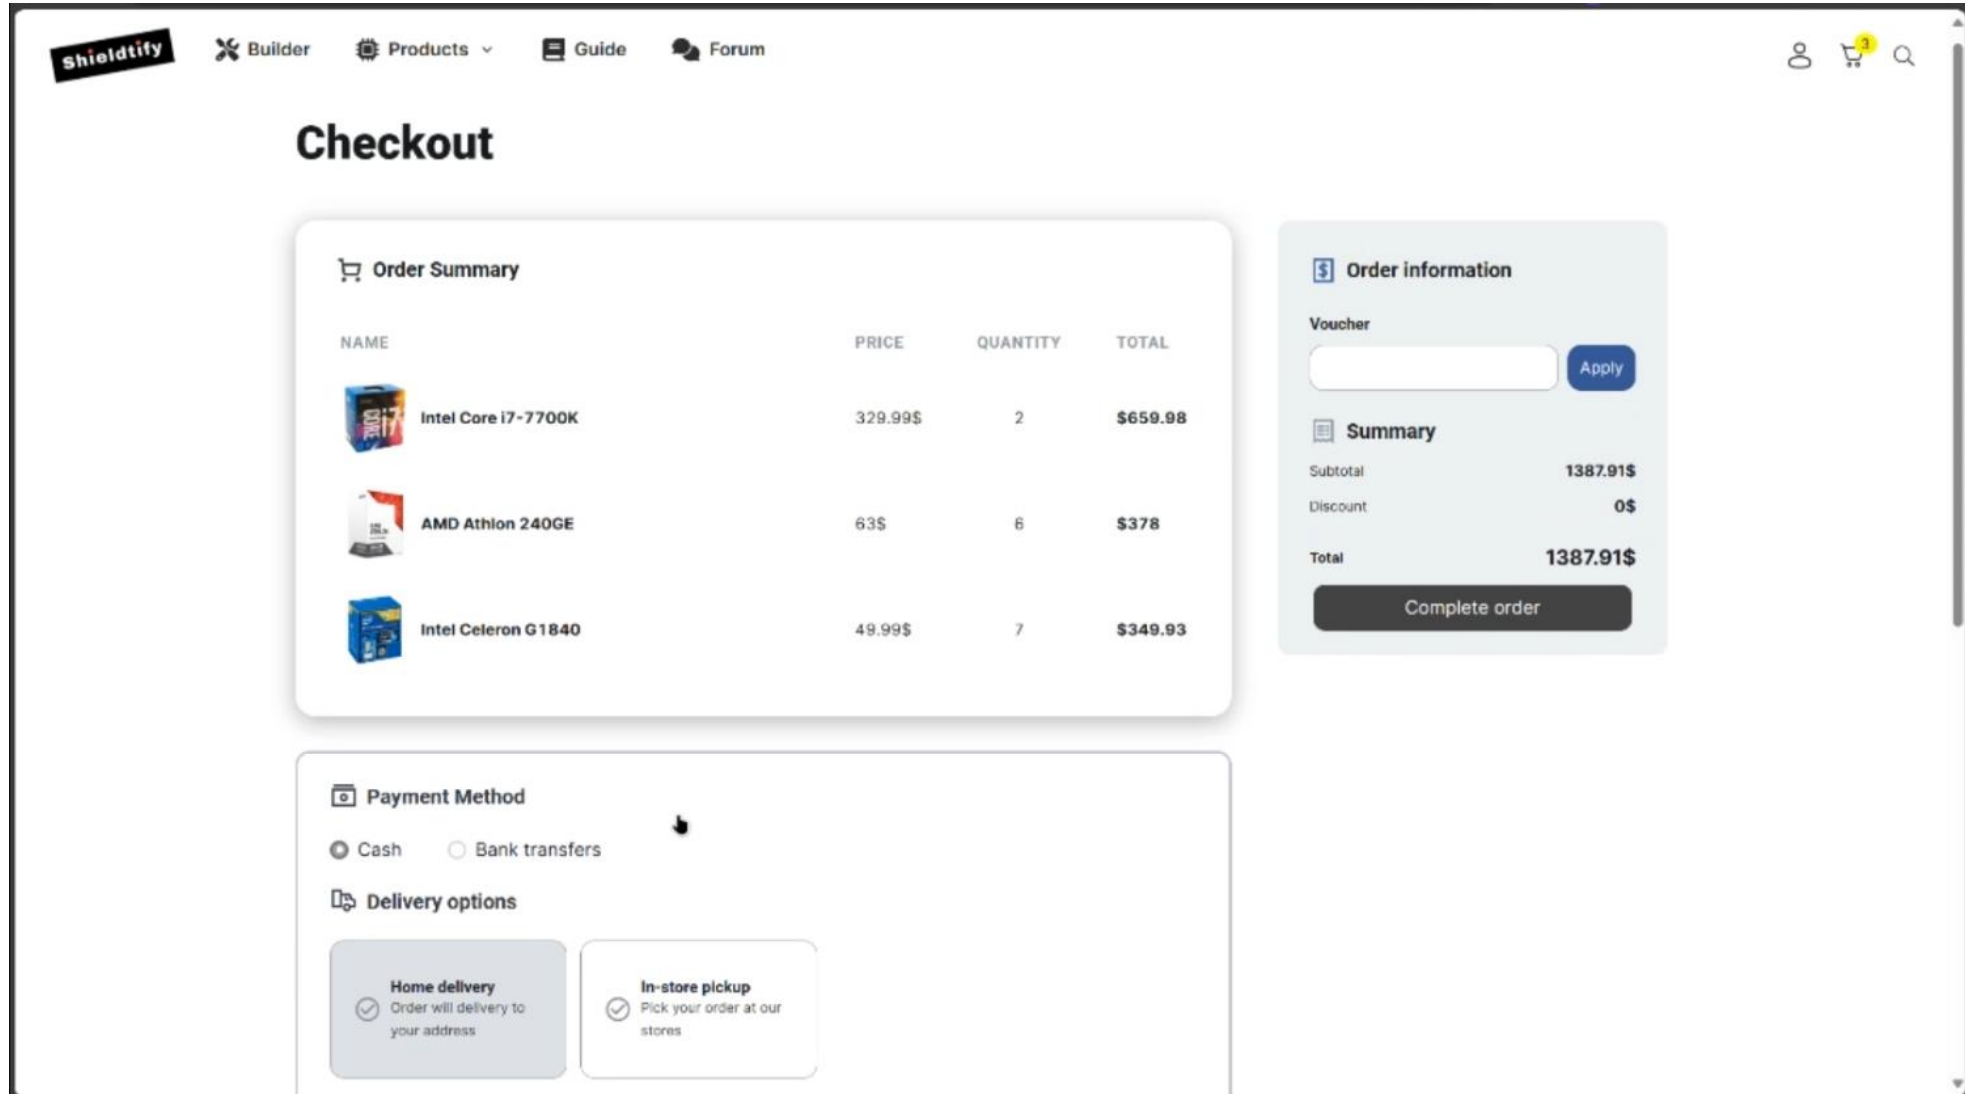 Shieldtify
Builder
Products
Guide
Forum
3
Checkout
Order Summary
NAME PRICE QUANTITY TOTAL
Intel Core i7-7700K 329.99$ 2 $659.98
AMD Athlon 240GE 63$ 6 $378
Intel Celeron G1840 49.99$ 7 $349.93
Order information
Voucher
Apply
Summary
Subtotal 1387.91$
Discount 0$
Total 1387.91$
Complete order
Payment Method
Cash
Bank transfers
Delivery options
Home delivery
Order will delivery to
your address
In-store pickup
Pick your order at our
stores